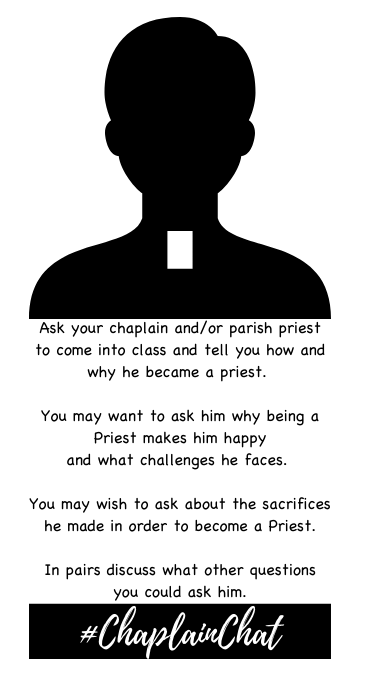 Ask your chaplain and/or parish priest
to come into class and tell you how and
why he became a priest.
You may want to ask him why being a
Priest makes him happy
and what challenges he faces.
You may wish to ask about the sacrifices
he made in order to become a Priest.
In pairs discuss what other questions
you could ask him.
#ChaplainChat